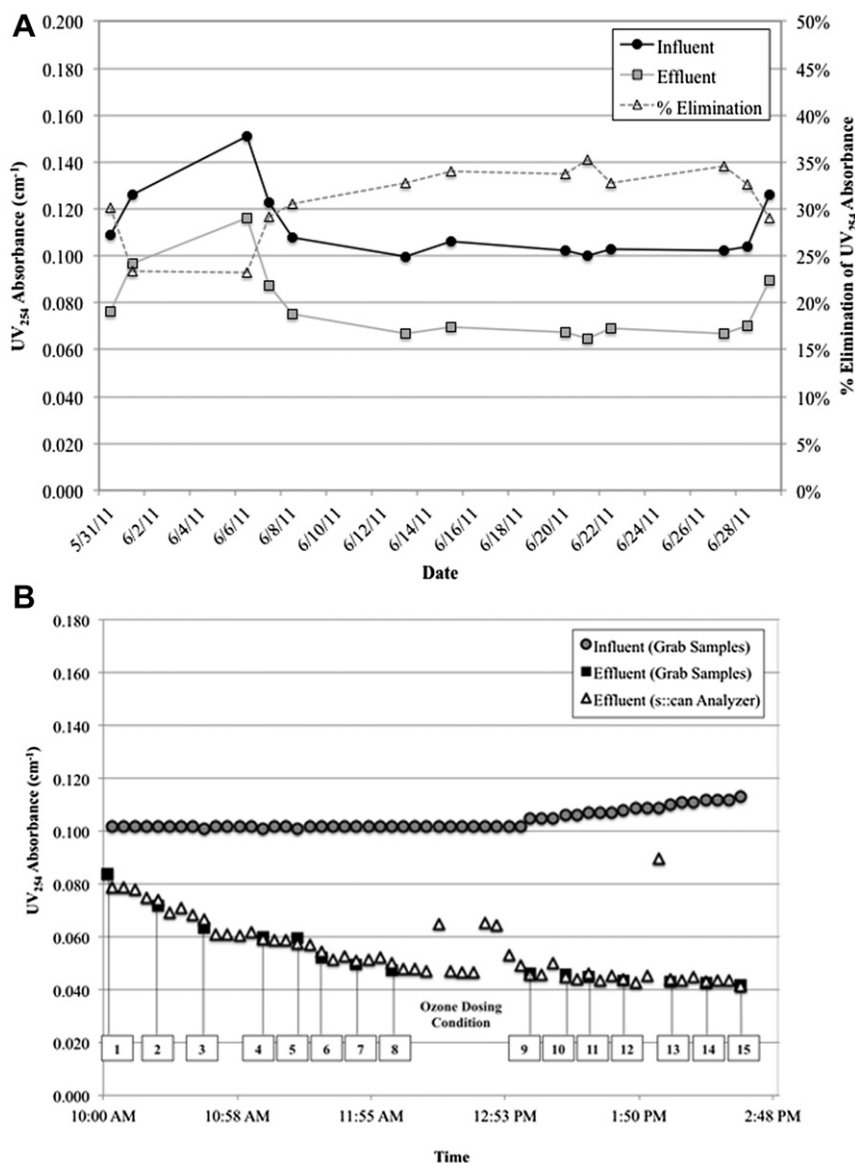 A
UV254 Absorbance (cm-1)
0.200
0.180
0.160
0.140
0.120
0.100
0.080
0.060
0.040
0.020
0.000
Influent
Effluent
% Elimination
50%
45%
40%
35%
30%
25%
20%
15%
10%
5%
0%
% Elimination of UV254 Absorbance
5/31/11
6/2/11
6/4/11
6/6/11
6/8/11
6/10/11
6/12/11
6/14/11
6/16/11
6/18/11
6/20/11
6/22/11
6/24/11
6/26/11
6/28/11
Date
B
UV254 Absorbance (cm-1)
0.180
0.160
0.140
0.120
0.100
0.080
0.060
0.040
0.020
0.000
Influent (Grab Samples)
Effluent (Grab Samples)
Effluent (s::can Analyzer)
Ozone Dosing
Condition
1 2 3 4 5 6 7 8 9 10 11 12 13 14 15
10:00 AM 10:58 AM 11:55 AM 12:53 PM 1:50 PM 2:48 PM
Time